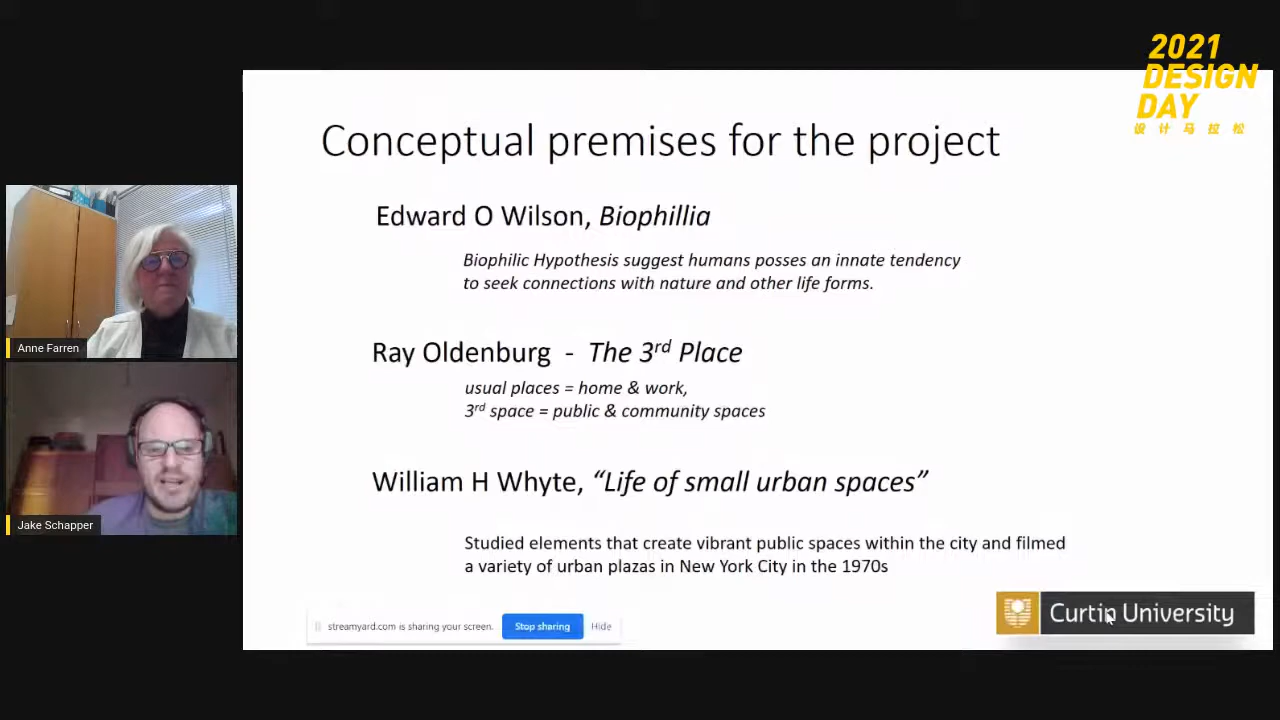 2021
DESIGN
DAY
设计马拉松
Conceptual premises for the project
Edward O Wilson, Biophillia
Biophilic Hypothesis suggest humans posses an innate tendency
to seek connections with nature and other life forms.
Anne Farren
Ray Oldenburg - The 3rd Place
usual places = home & work,
3rd space = public & community spaces
William H Whyte, “Life of small urban spaces”
Jake Schapper
Studied elements that create vibrant public spaces within the city and filmed
a variety of urban plazas in New York City in the 1970s
streamyard.com is sharing your screen. Stop sharing Hide
Curtin University